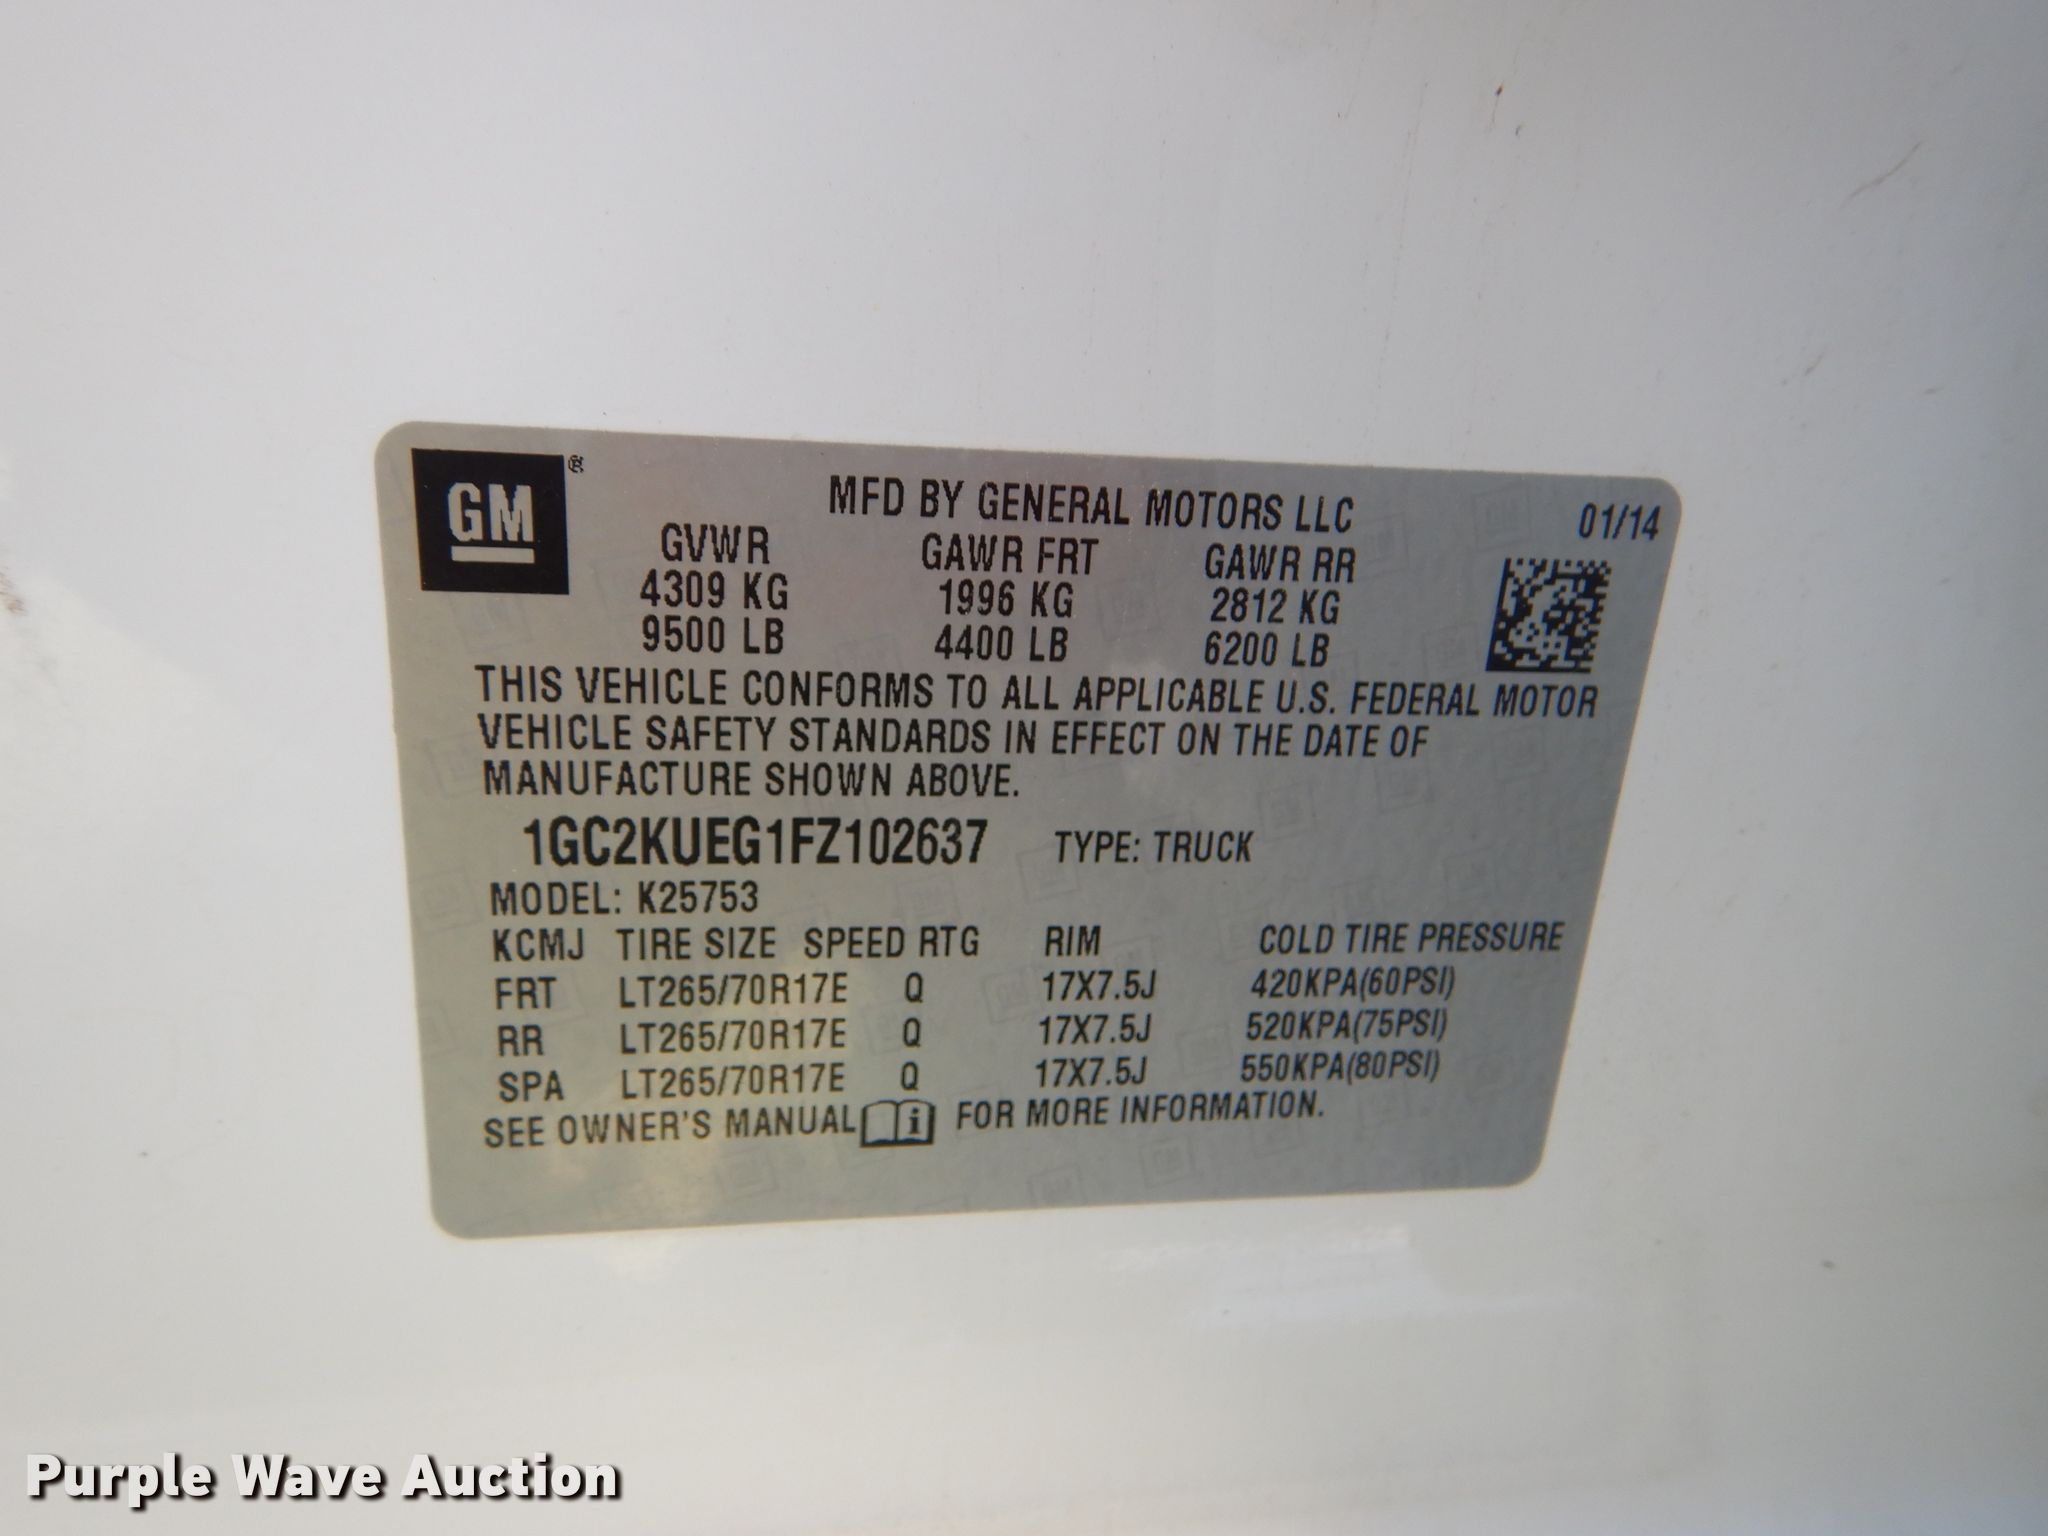 GM ®
MFD BY GENERAL MOTORS LLC 01/14
GVWR GAWR FRT GAWR RR
4309 KG 1996 KG 2812 KG
9500 LB 4400 LB 6200 LB
THIS VEHICLE CONFORMS TO ALL APPLICABLE U.S. FEDERAL MOTOR
VEHICLE SAFETY STANDARDS IN EFFECT ON THE DATE OF
MANUFACTURE SHOWN ABOVE.
1GC2KUEG1FZ102637 TYPE: TRUCK
MODEL: K25753
KCMJ TIRE SIZE SPEED RTG RIM COLD TIRE PRESSURE
FRT LT265/70R17E Q 17X7.5J 420KPA(60PSI)
RR LT265/70R17E Q 17X7.5J 520KPA(75PSI)
SPA LT265/70R17E Q 17X7.5J 550KPA(80PSI)
SEE OWNER'S MANUAL i FOR MORE INFORMATION.
Purple Wave Auction